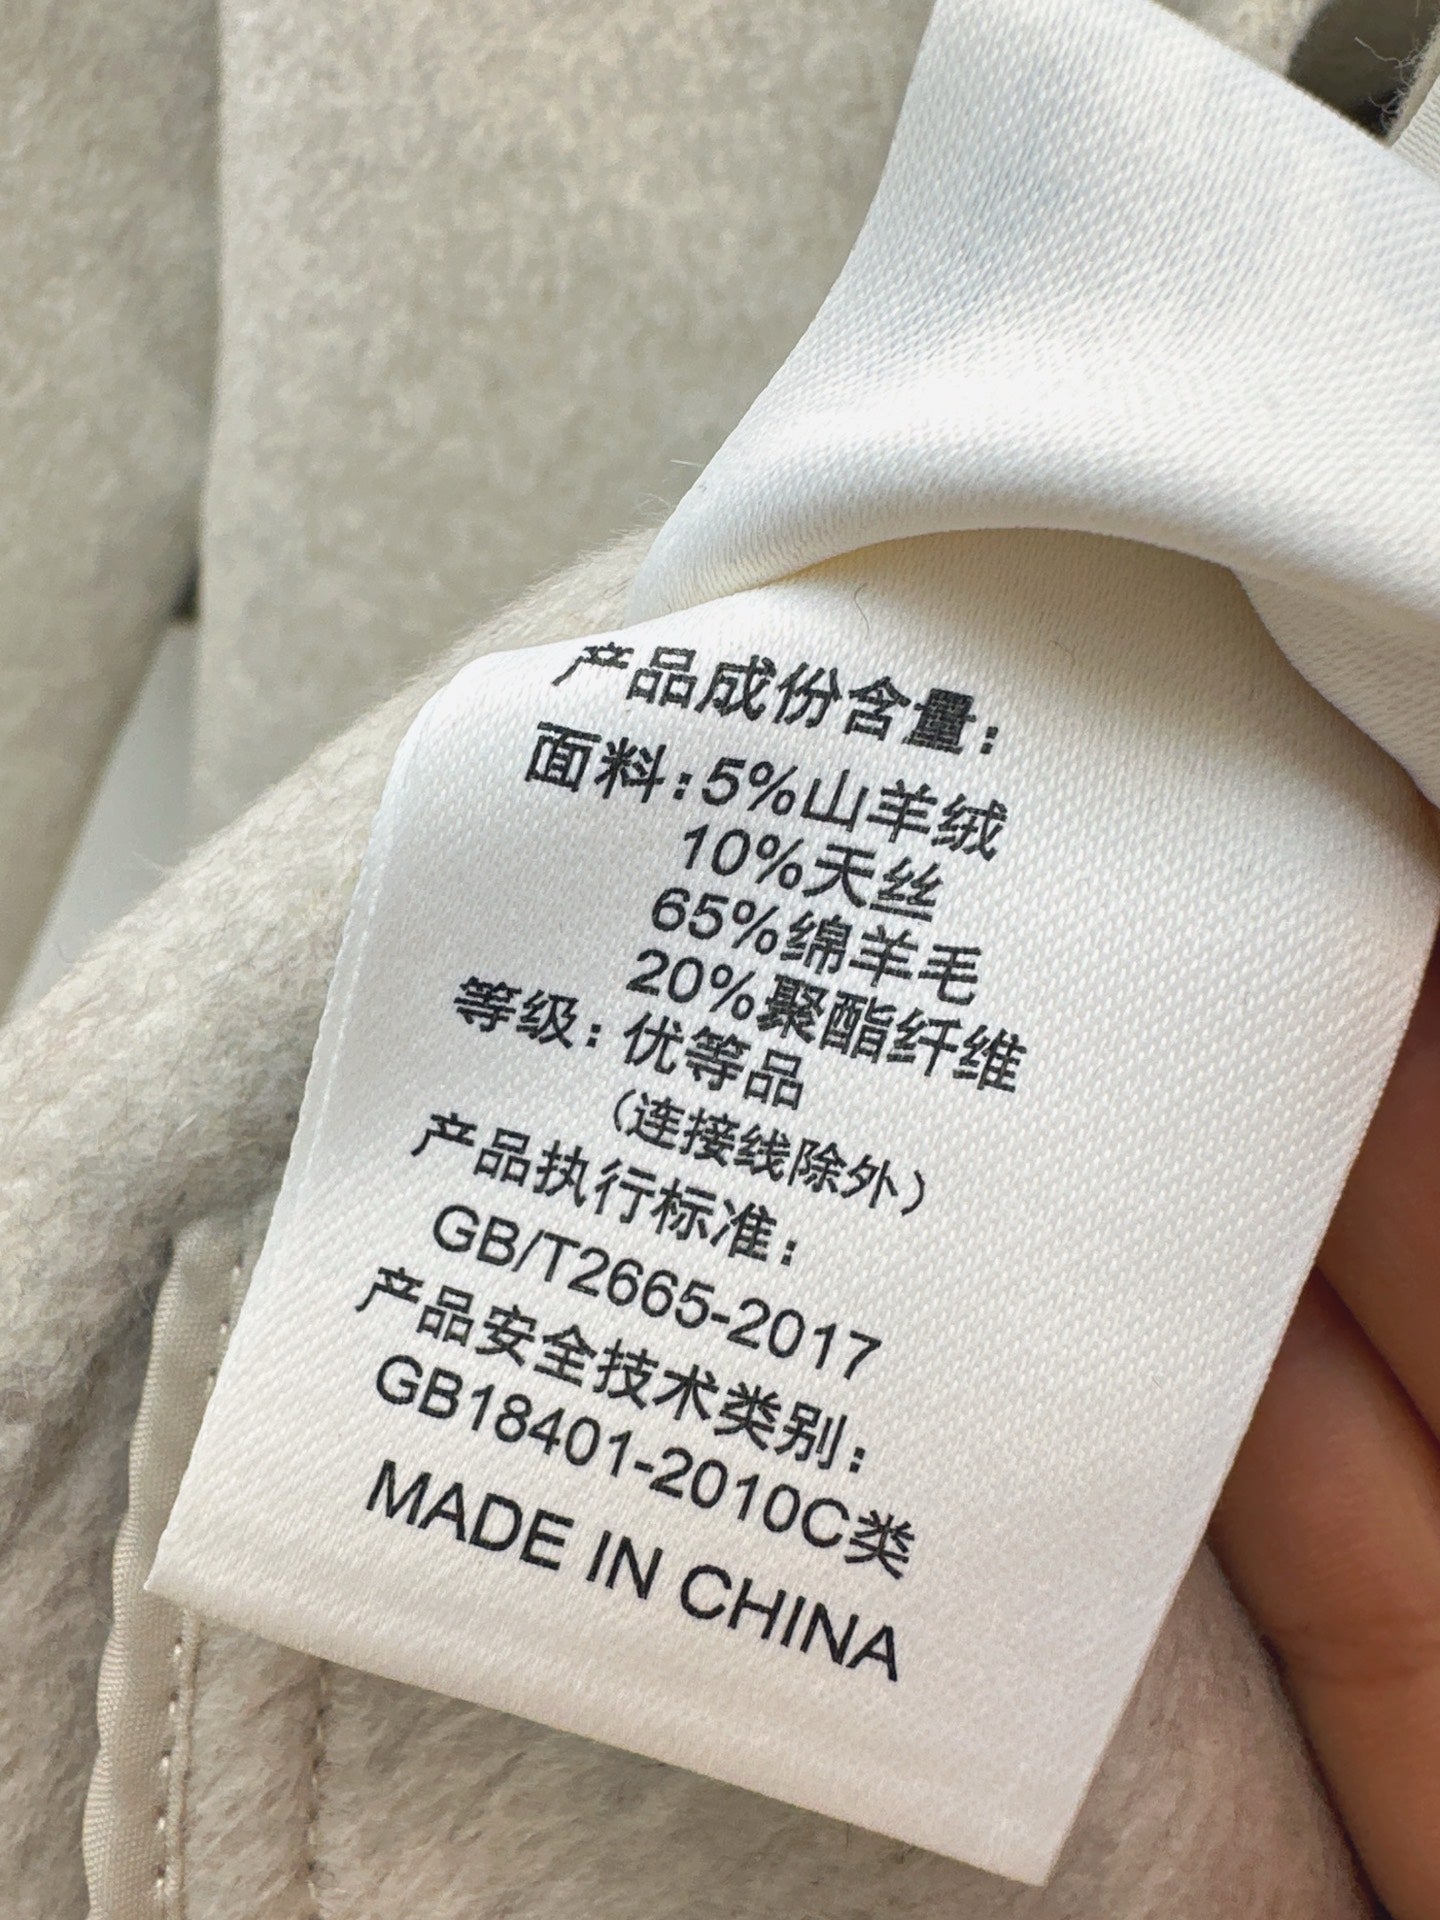 产品成份含量：
面料：5%山羊绒
10%天丝
65%绵羊毛
20%聚酯纤维
等级：优等品
（连接线除外）
产品执行标准：
GB/T2665-2017
产品安全技术类别：
GB18401-2010C类
MADE IN CHINA